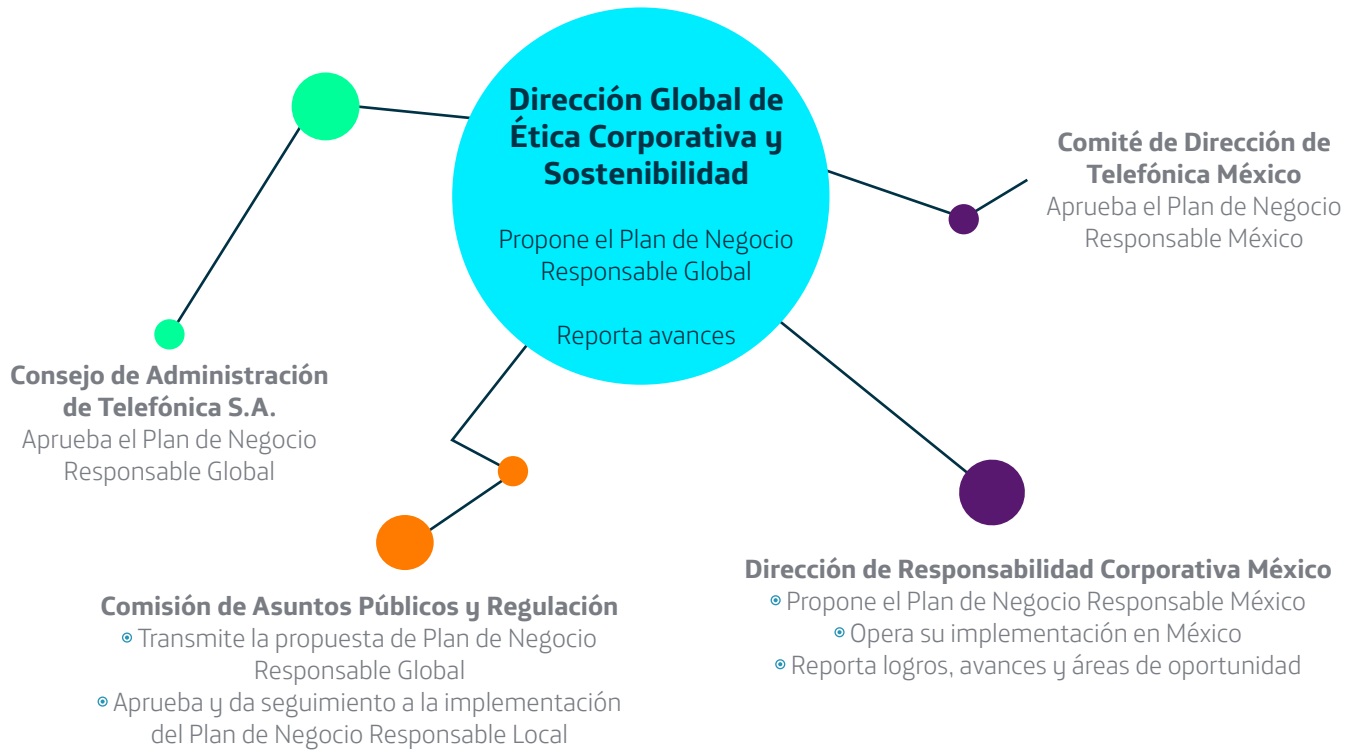 Dirección Global de
Ética Corporativa y
Sostenibilidad
Propone el Plan de Negocio
Responsable Global
Reporta avances
Comité de Dirección de
Telefónica México
Aprueba el Plan de Negocio
Responsable México
Consejo de Administración
de Telefónica S.A.
Aprueba el Plan de Negocio
Responsable Global
Comisión de Asuntos Públicos y Regulación
Transmite la propuesta de Plan de Negocio
Responsable Global
Aprueba y da seguimiento a la implementación
del Plan de Negocio Responsable Local
Dirección de Responsabilidad Corporativa México
Propone el Plan de Negocio Responsable México
Opera su implementación en México
Reporta logros, avances y áreas de oportunidad